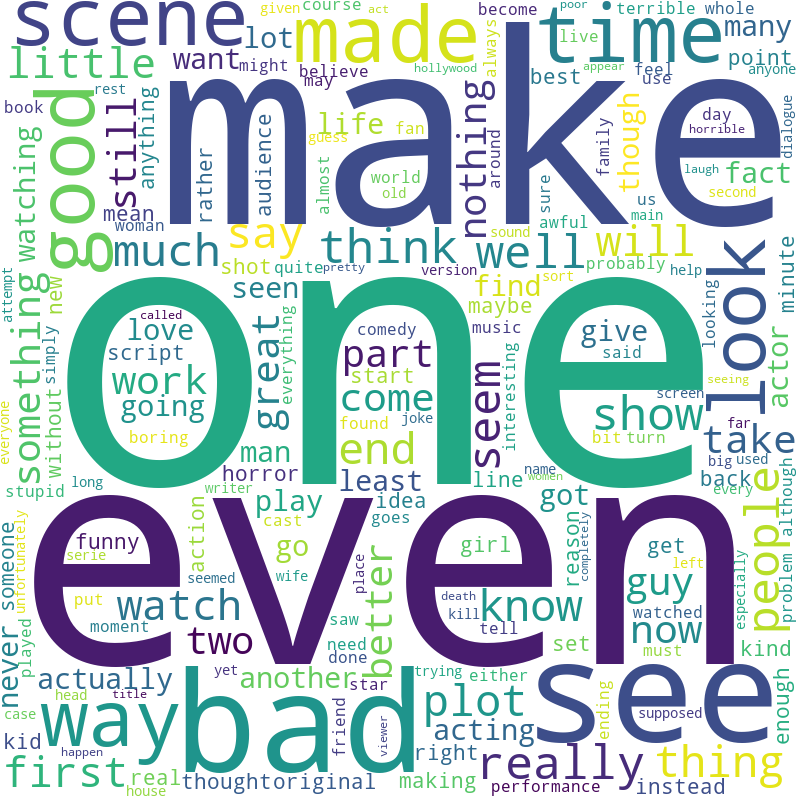 scene
given
course
act
become
poor
terrible
whole
many
lot
made
always
time
live
little
want
might
believe
hollywood
best
appear
feel
use
point
anyone
rest
may
book
good
still
anything
make
life
fan
guess
nothing
around
family
though
day
horrible
dialogue
watching
rather
audience
almost
world
old
sure
us
main
laugh
fact
second
mean
woman
much
say
think
well
sound
awful
will
attempt
something
new
shot
quite
pretty
version
sort
probably
help
look
looking
minute
simply
seen
everything
find
maybe
called
love
script
one
comedy
music
give
said
actor
everyone
without
work
going
great
part
start
come
seem
interesting
show
screen
seeing
boring
man
found
joke
end
bit
turn
take
far
stupid
long
horror
least
line
name
big
used
back
writer
women
every
although
people
play
idea
goes
got
never
someone
unfortunately
funny
serie
action
cast
go
even
girl
reason
completely
get
left
problem
especially
seemed
wife
place
better
death
kill
know
guy
watched
put
watch
played
moment
two
saw
need
done
tell
set
now
must
kind
yet
trying
either
actually
another
star
head
title
case
way
bad
plot
see
ending
supposed
enough
kid
friend
viewer
acting
right
happen
first
real
house
thought
original
making
really
performance
thing
instead